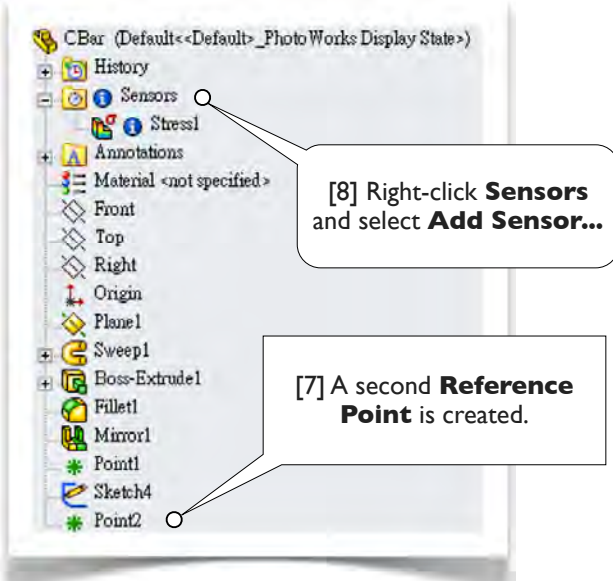 CBar (Default<<Default>_PhotoWorks Display State>)
History
Sensors
Stress1
Annotations
Material <not specified>
Front
Top
Right
Origin
Plane1
Sweep1
Boss-Extrude1
Fillet1
Mirror1
Point1
Sketch4
Point2
[8] Right-click Sensors
and select Add Sensor...
[7] A second Reference
Point is created.